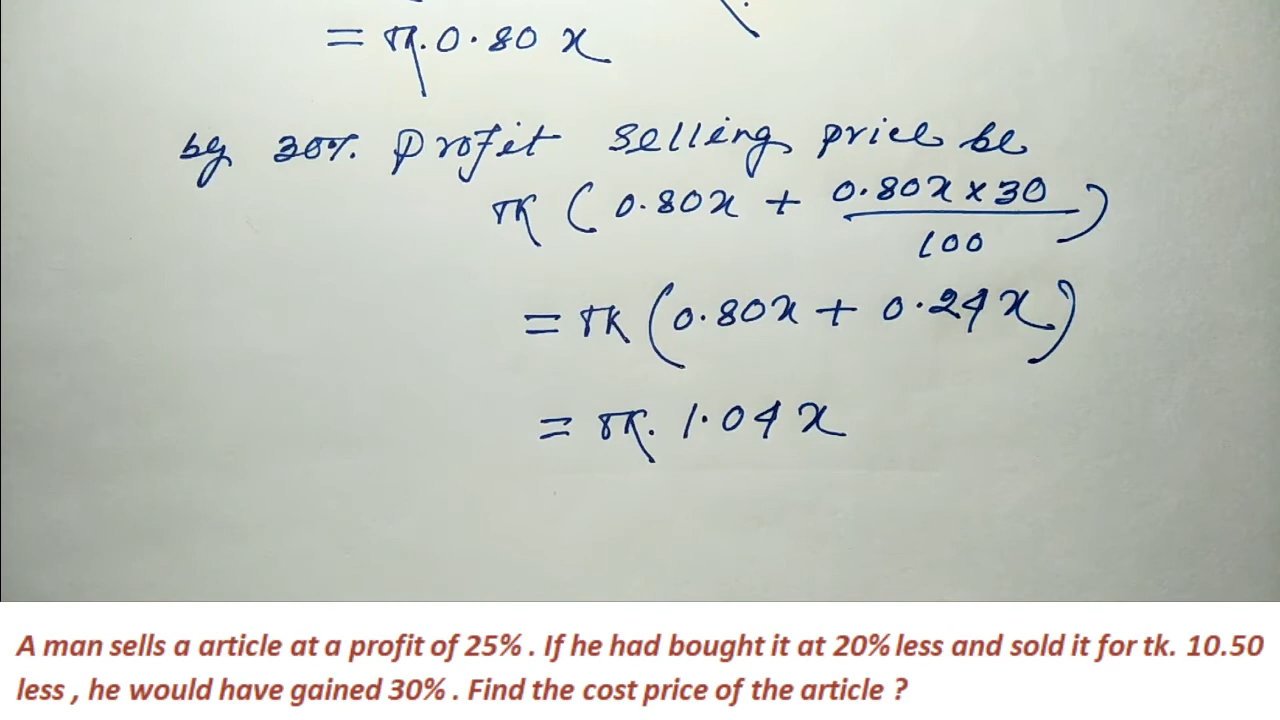 = Tk. 0.80 x
by 30% Profit selling price be
TK ( 0.80x + 0.80x x 30 / 100 )
= TK (0.80x + 0.24x)
= TK. 1.04x
A man sells a article at a profit of 25% . If he had bought it at 20% less and sold it for tk. 10.50
less , he would have gained 30% . Find the cost price of the article ?